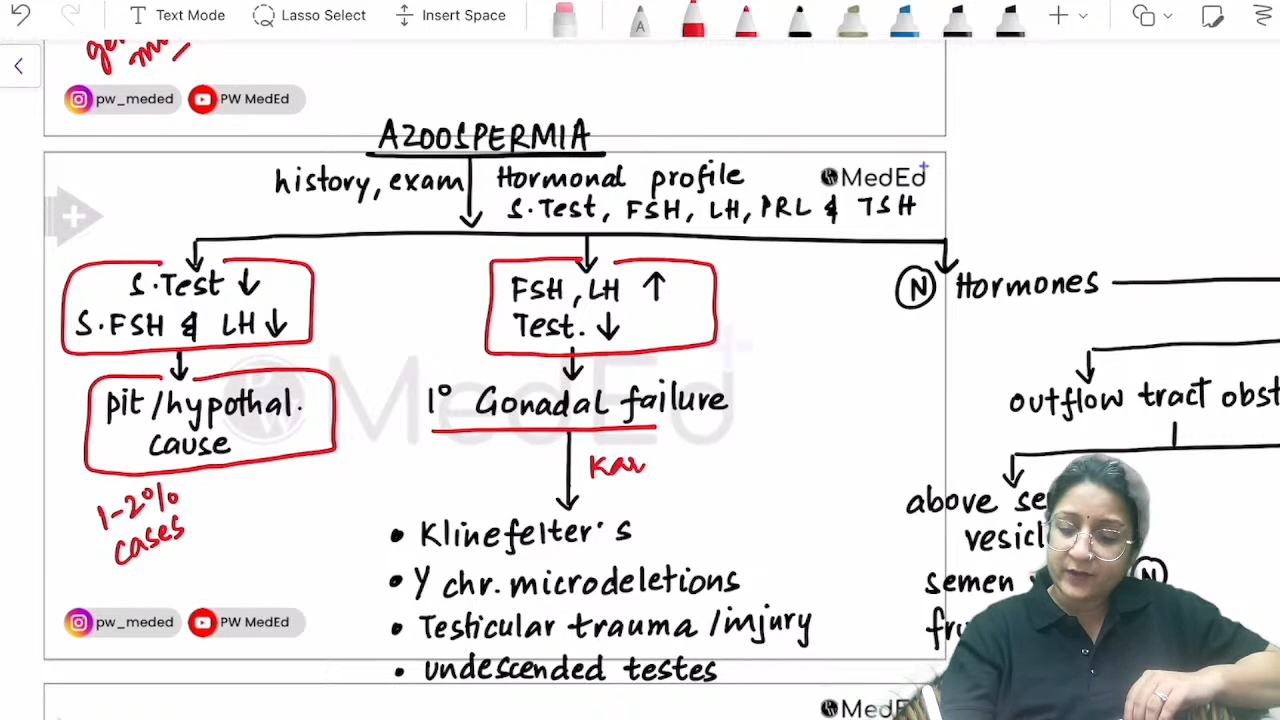 Text Mode
Lasso Select
Insert Space
pw_meded
PW MedEd
AZOOSPERMIA
history, exam
Hormonal profile
S.Test, FSH, LH, PRL & TSH
MedEd
S.Test ↓
S.FSH & LH ↓
FSH, LH ↑
Test. ↓
N Hormones
pit/hypothal.
cause
1-2%
cases
1° Gonadal failure
Kar
outflow tract obst
above se
vesicl
semen
N
fru
MedEd
• Klinefelter's
• Y chr. microdeletions
• Testicular trauma/injury
• undescended testes
pw_meded
PW MedEd
MedEd